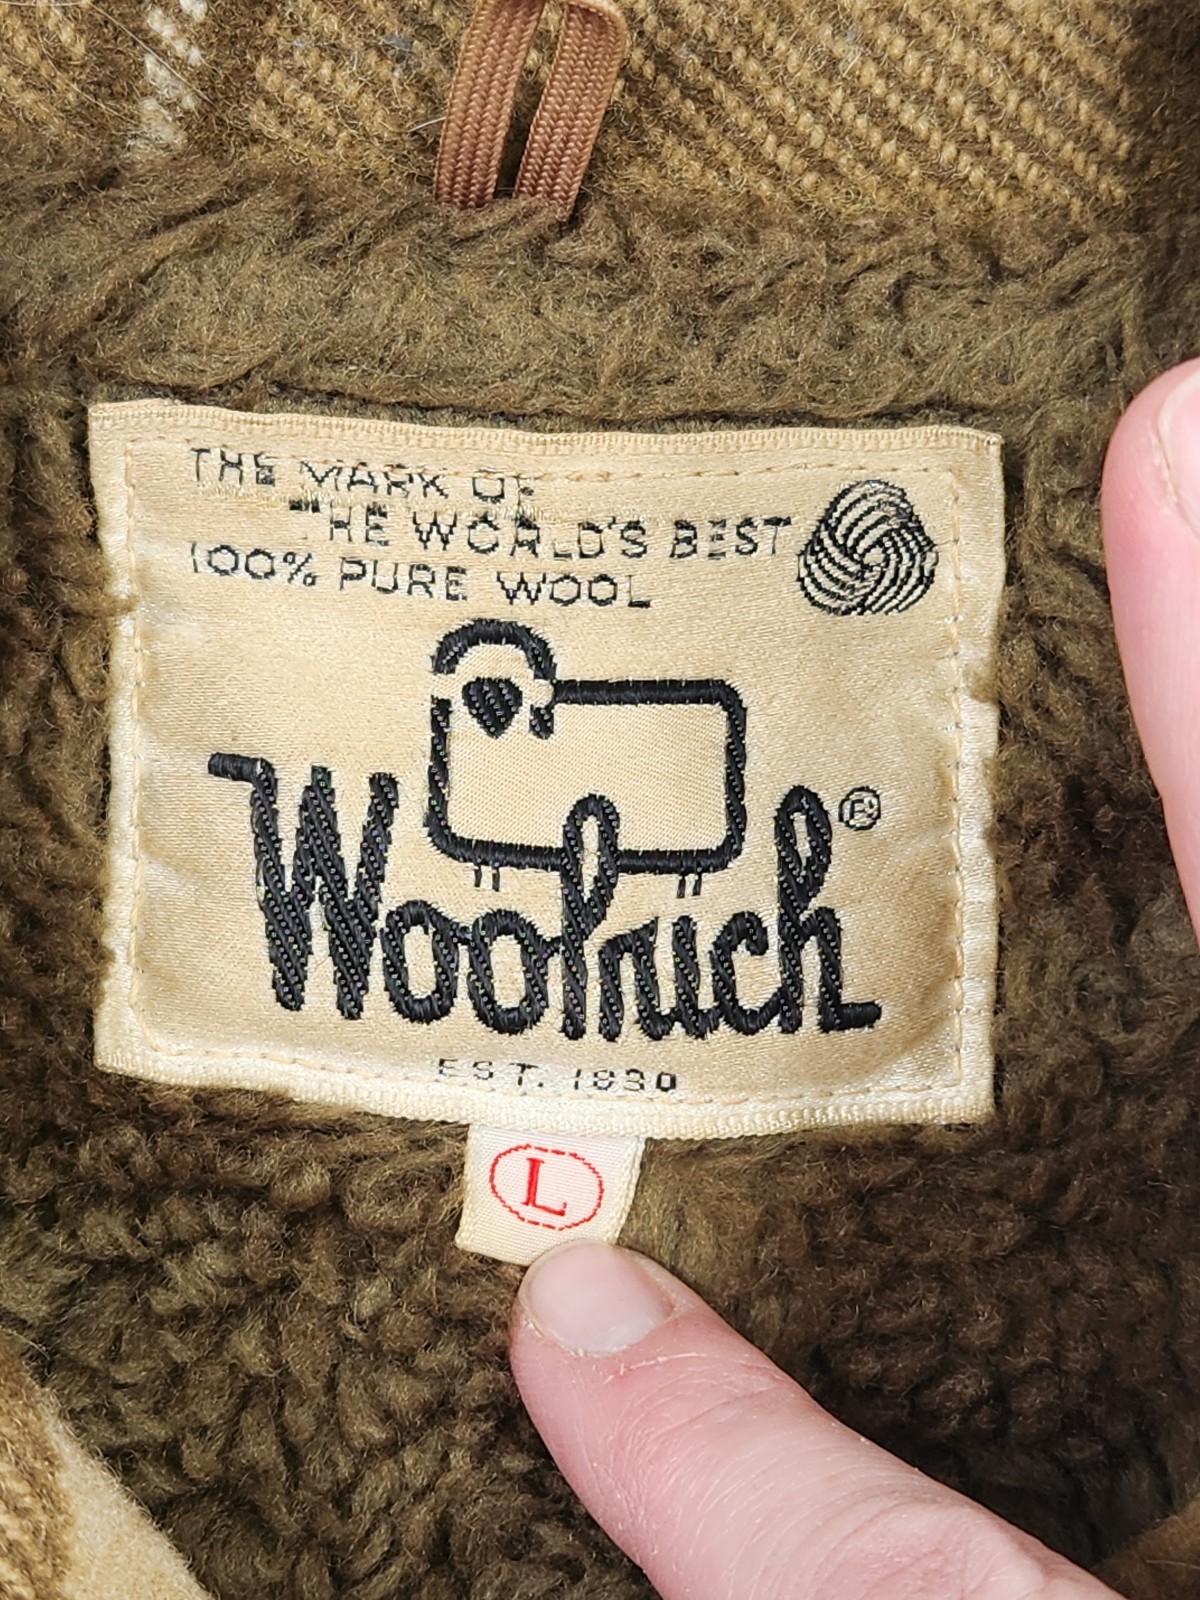 THE MARK OF
THE WORLD'S BEST
100% PURE WOOL
Woolrich®
EST. 1830
L